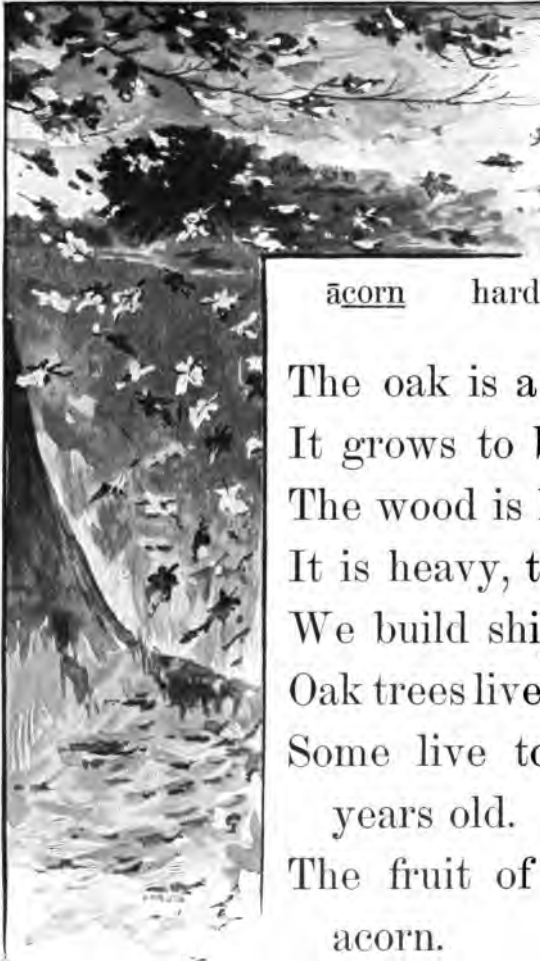 ācorn hard
The oak is a
It grows to
The wood is
It is heavy,
We build
Oak trees live
Some live to
years old.
The fruit of
acorn.